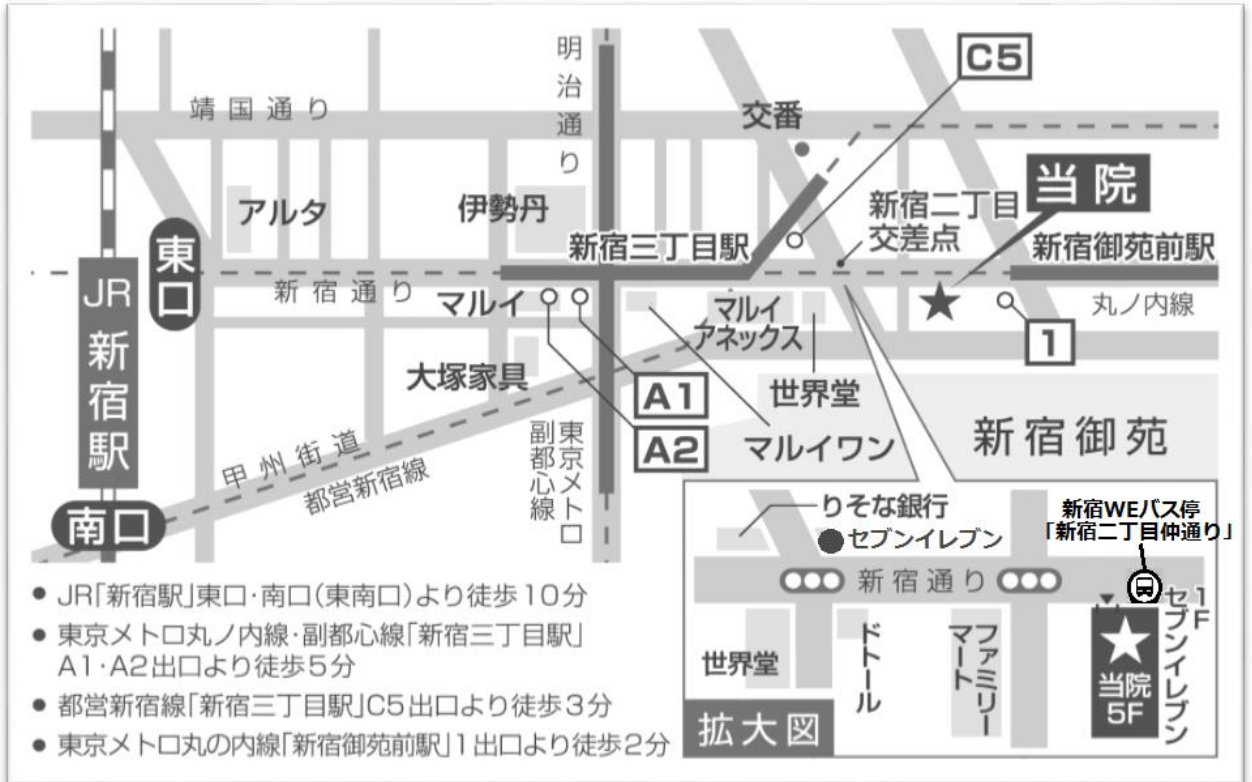 明治通り
C5
靖国通り
交番
当院
アルタ
伊勢丹
新宿二丁目
交差点
東口
新宿三丁目駅
新宿御苑前駅
JR新宿駅
新宿通り
マルイ
マルイ
アネックス
丸ノ内線
1
大塚家具
A1
世界堂
A2
マルイワン
新宿御苑
甲州街道
都営新宿線
東京メトロ
副都心線
南口
りそな銀行
セブンイレブン
新宿WEバス停
「新宿二丁目仲通り」
新宿通り
世界堂
ドトール
ファミリー
マート
当院
5F
1F
セブンイレブン
拡大図
● JR「新宿駅」東口・南口(東南口)より徒歩10分
● 東京メトロ丸ノ内線・副都心線「新宿三丁目駅」
A1・A2出口より徒歩5分
● 都営新宿線「新宿三丁目駅」C5出口より徒歩3分
● 東京メトロ丸の内線「新宿御苑前駅」1出口より徒歩2分